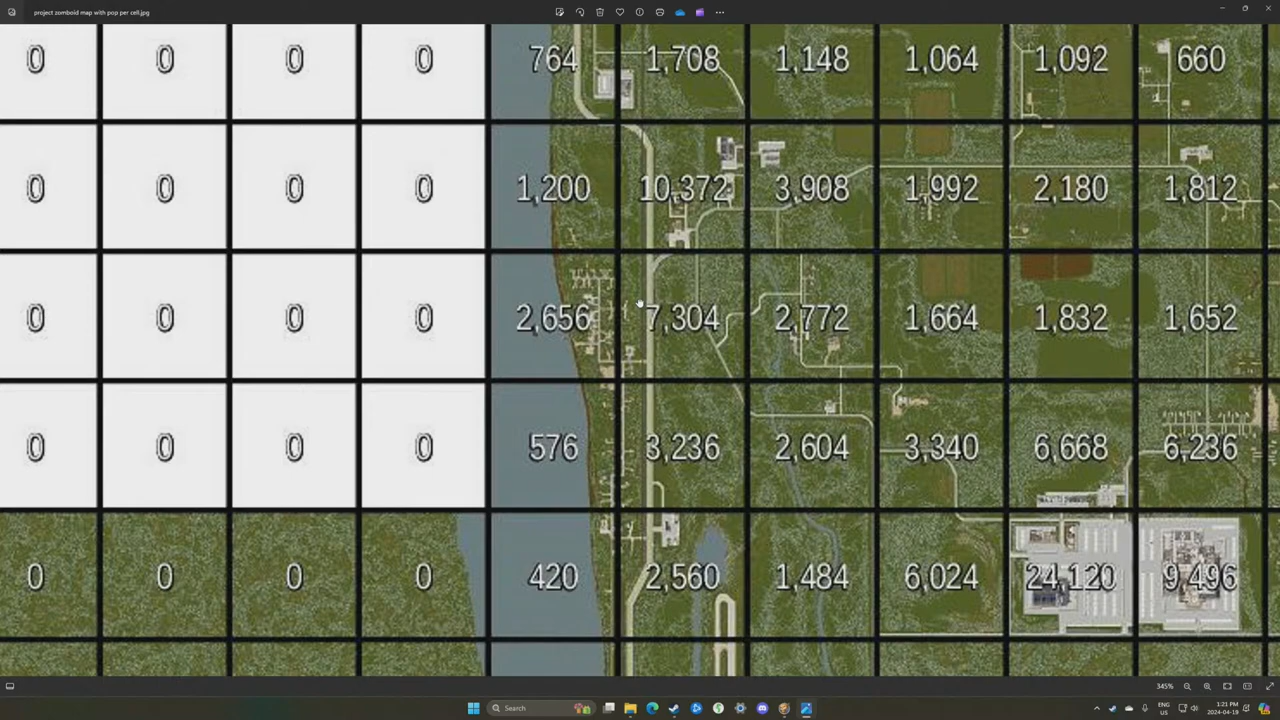 project zomboid map with pop per cell.jpg
0 0 0 0 764 1,708 1,148 1,064 1,092 660
0 0 0 0 1,200 10,372 3,908 1,992 2,180 1,812
0 0 0 0 2,656 7,304 2,772 1,664 1,832 1,652
0 0 0 0 576 3,236 2,604 3,340 6,668 6,236
0 0 0 0 420 2,560 1,484 6,024 24,120 9,496
345%
Search
ENG
US
1:21 PM
2024-04-19